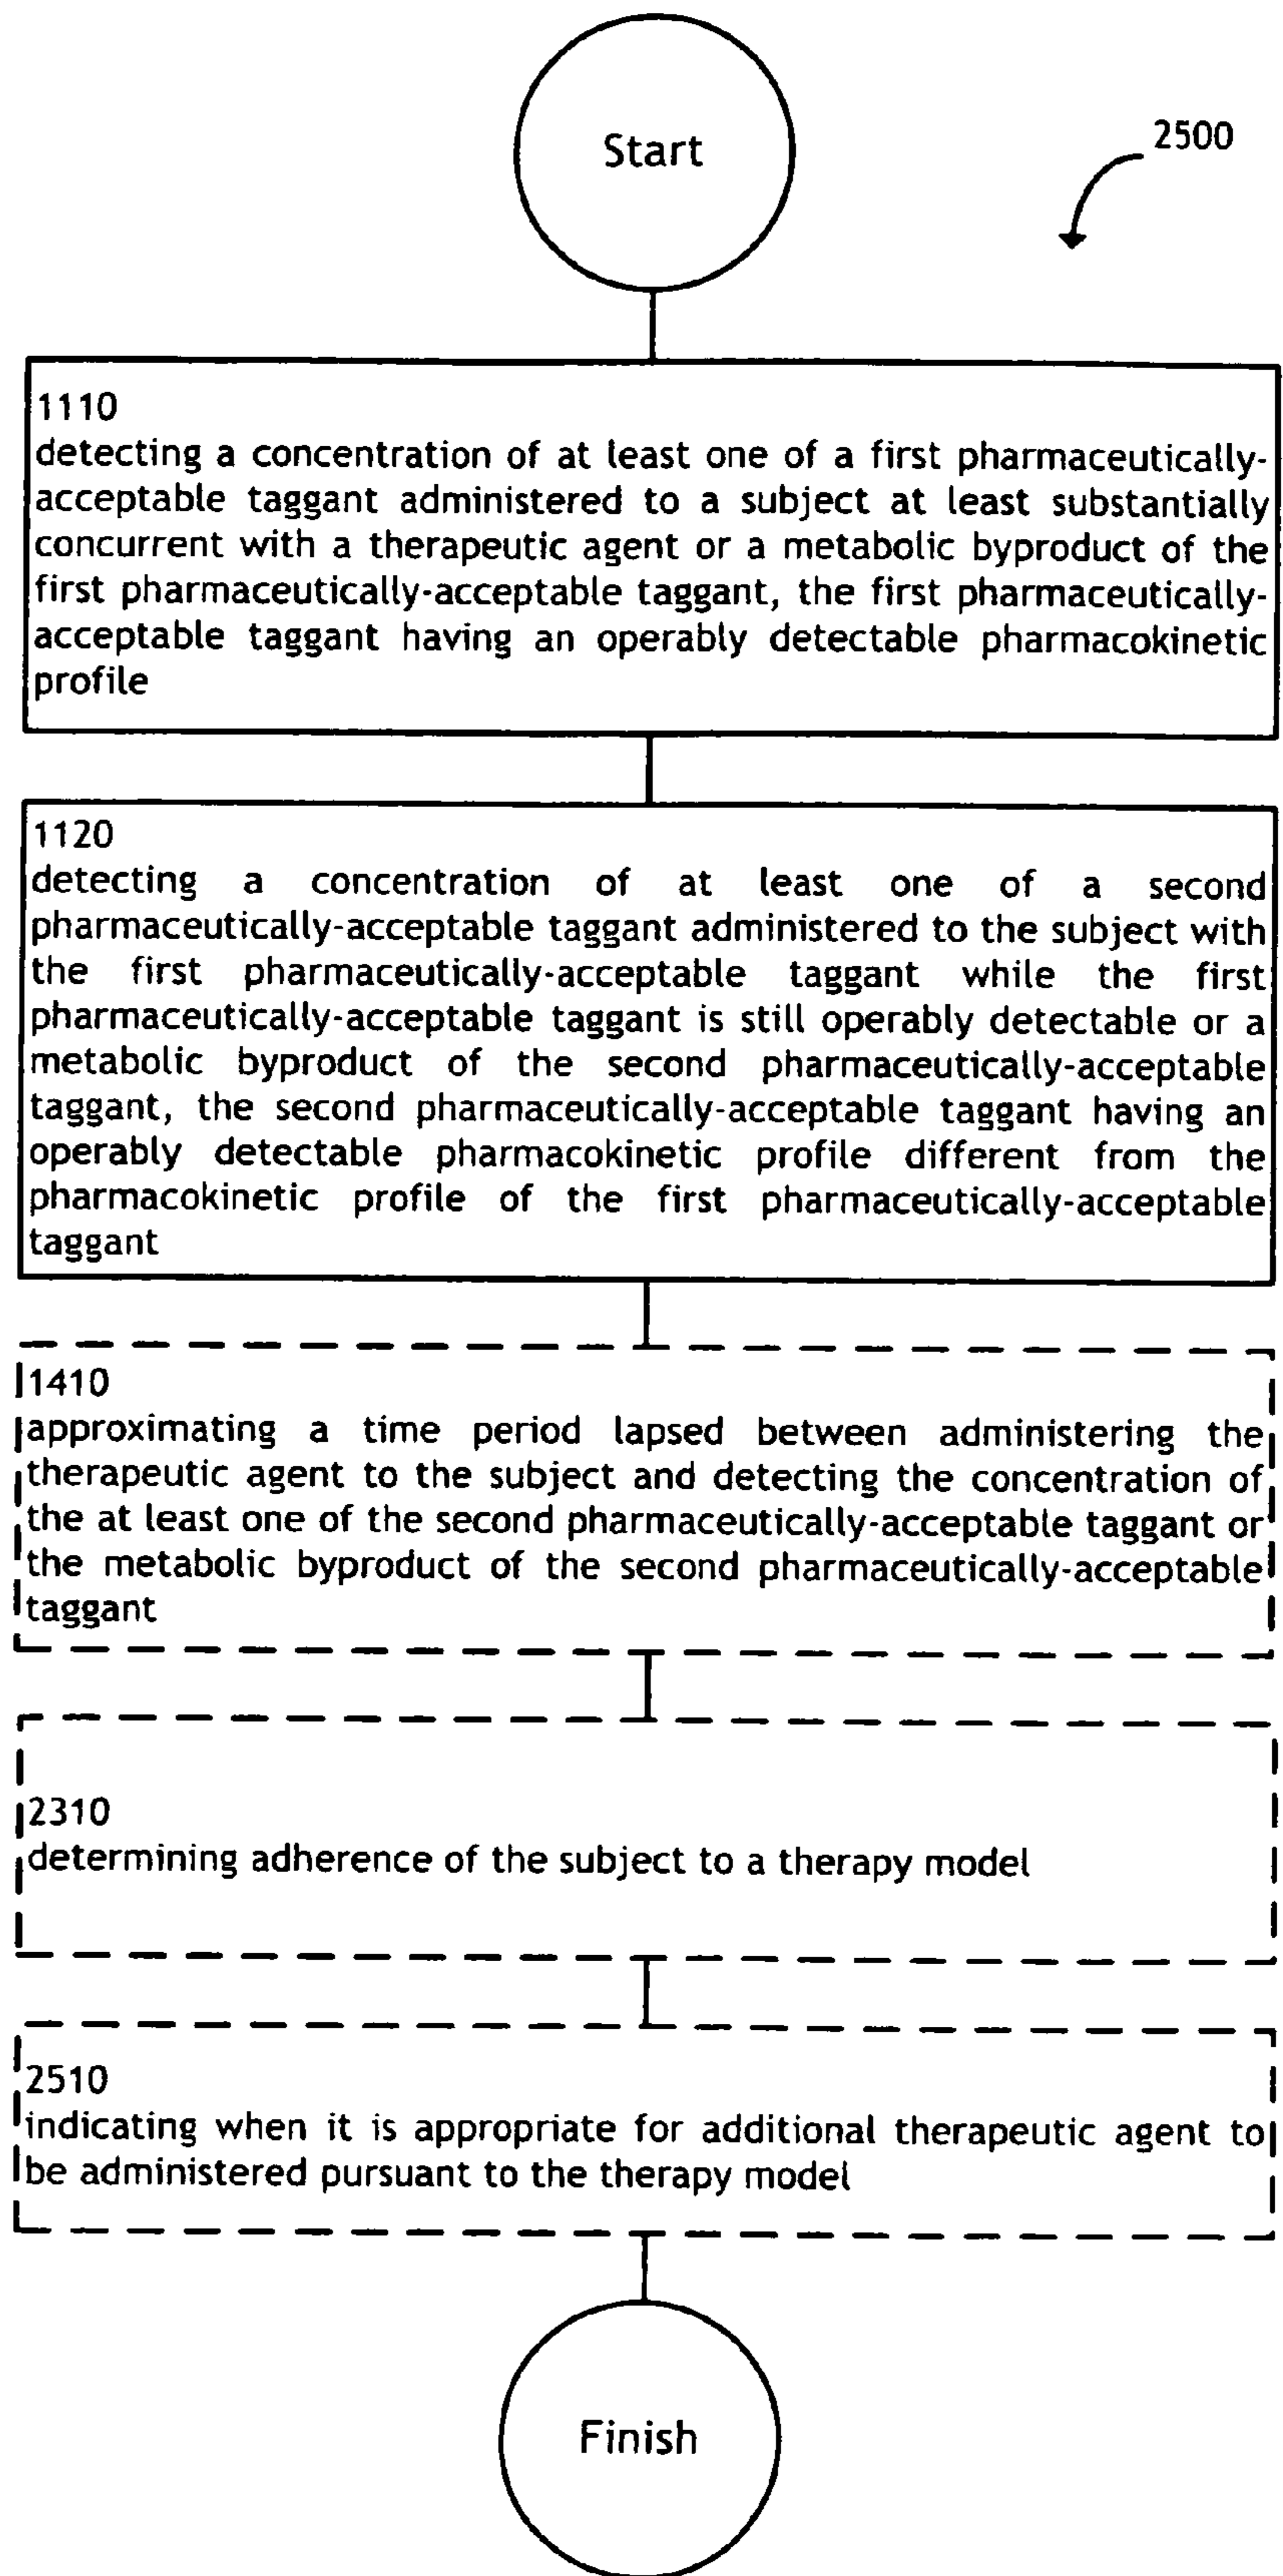 Start
2500
1110
detecting a concentration of at least one of a first pharmaceutically-
acceptable taggant administered to a subject at least substantially
concurrent with a therapeutic agent or a metabolic byproduct of the
first pharmaceutically-acceptable taggant, the first pharmaceutically-
acceptable taggant having an operably detectable pharmacokinetic
profile
1120
detecting a concentration of at least one of a second
pharmaceutically-acceptable taggant administered to the subject with
the first pharmaceutically-acceptable taggant while the first
pharmaceutically-acceptable taggant is still operably detectable or a
metabolic byproduct of the second pharmaceutically-acceptable
taggant, the second pharmaceutically-acceptable taggant having an
operably detectable pharmacokinetic profile different from the
pharmacokinetic profile of the first pharmaceutically-acceptable
taggant
1410
approximating a time period lapsed between administering the
therapeutic agent to the subject and detecting the concentration of
the at least one of the second pharmaceutically-acceptable taggant or
the metabolic byproduct of the second pharmaceutically-acceptable
taggant
2310
determining adherence of the subject to a therapy model
2510
indicating when it is appropriate for additional therapeutic agent to
be administered pursuant to the therapy model
Finish